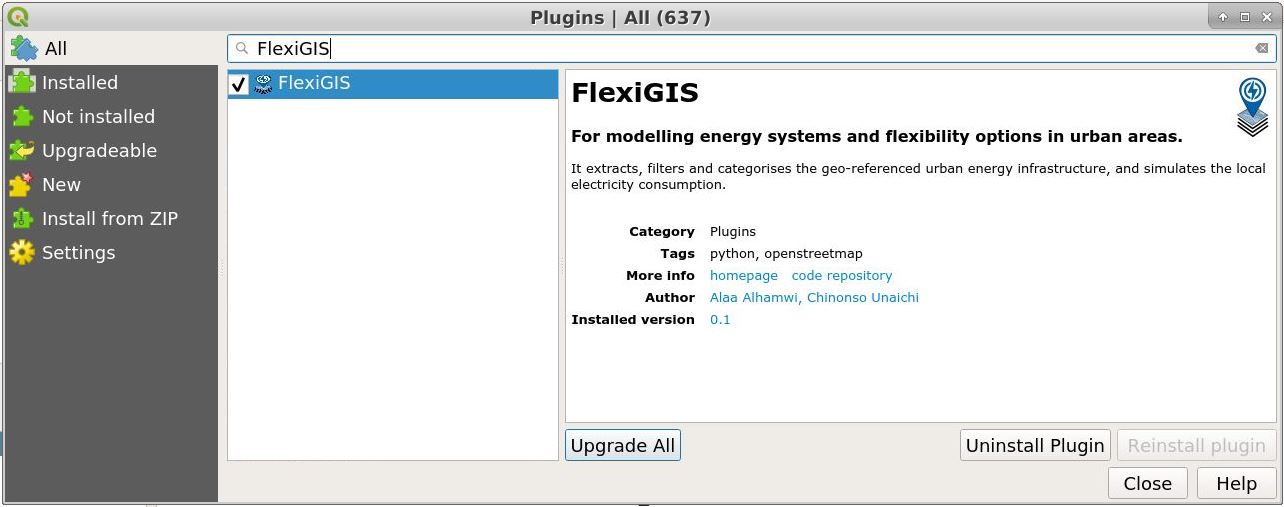 Plugins | All (637)
All
FlexiGIS
Installed
Not installed
Upgradeable
New
Install from ZIP
Settings
FlexiGIS
FlexiGIS
For modelling energy systems and flexibility options in urban areas.
It extracts, filters and categorises the geo-referenced urban energy infrastructure, and simulates the local
electricity consumption.
Category Plugins
Tags python, openstreetmap
More info homepage code repository
Author Alaa Alhamwi, Chinonso Unaichi
Installed version 0.1
Upgrade All Uninstall Plugin Reinstall plugin
Close Help